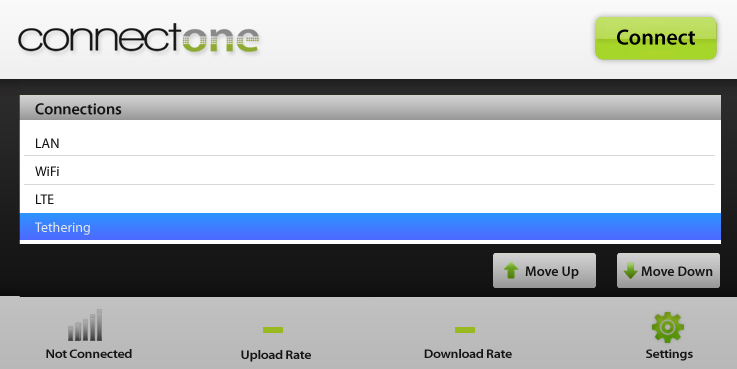 connectone
Connect
Connections
LAN
WiFi
LTE
Tethering
Move Up
Move Down
Not Connected
Upload Rate
Download Rate
Settings